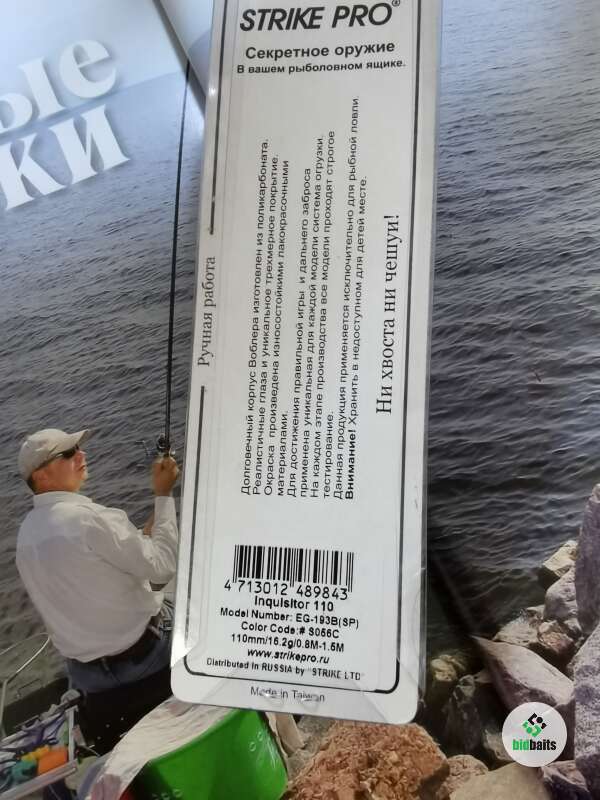 ые
ки
STRIKE PRO®
Секретное оружие
В вашем рыболовном ящике.
Ручная работа
Долговечный корпус Воблера изготовлен из поликарбоната.
Реалистичные глаза и уникальное трехмерное покрытие.
Окраска произведена износостойкими лакокрасочными
материалами.
Для достижения правильной игры и дальнего заброса
применена уникальная для каждой модели система огрузки.
На каждом этапе производства все модели проходят строгое
тестирование.
Данная продукция применяется исключительно для рыбной ловли.
Внимание! Хранить в недоступном для детей месте.
Ни хвоста ни чешуи!
4 713012 489843
Inquisitor 110
Model Number: EG-193B(SP)
Color Code:# S056C
110mm/16.2g/0.8M-1.5M
www.strikepro.ru
Distributed in RUSSIA by "STRIKE LTD"
Made in Taiwan
bidbaits